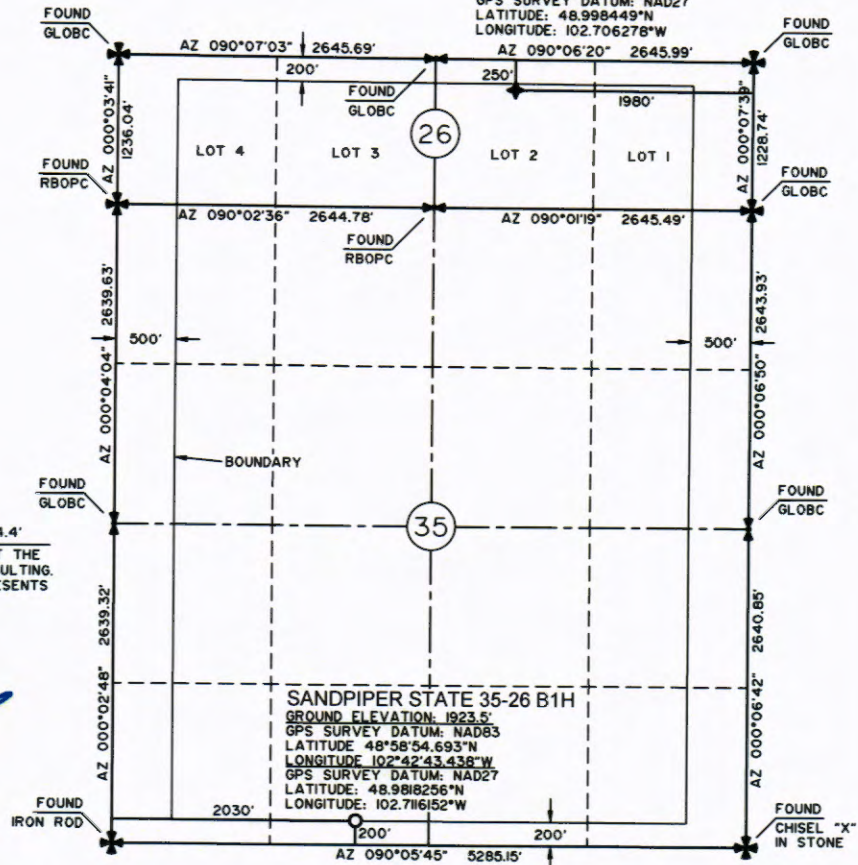 GPS SURVEY DATUM: NAD27
LATITUDE: 48.998449°N
LONGITUDE: 102.706278°W
FOUND
GLOBC
AZ 090°07'03" 2645.69'
AZ 090°06'20" 2645.99'
FOUND
GLOBC
200'
250'
FOUND
GLOBC
1980'
AZ 000°03'41"
1236.04'
26
AZ 000°07'39"
1228.74'
LOT 4
LOT 3
LOT 2
LOT 1
FOUND
RBOPC
FOUND
GLOBC
AZ 090°02'36" 2644.78'
AZ 090°01'19" 2645.49'
FOUND
RBOPC
AZ 000°04'04" 2639.63'
AZ 000°06'50" 2643.93'
500'
500'
BOUNDARY
FOUND
GLOBC
FOUND
GLOBC
35
4.4'
T THE
ULTING.
ESENTS
AZ 000°02'48" 2639.32'
AZ 000°06'42" 2640.85'
SANDPIPER STATE 35-26 B1H
GROUND ELEVATION: 1923.5'
GPS SURVEY DATUM: NAD83
LATITUDE 48°58'54.693"N
LONGITUDE 102°42'43.438"W
GPS SURVEY DATUM: NAD27
LATITUDE: 48.9818256°N
LONGITUDE: 102.7116152°W
FOUND
IRON ROD
2030'
200'
200'
FOUND
CHISEL "X"
IN STONE
AZ 090°05'45" 5285.15'